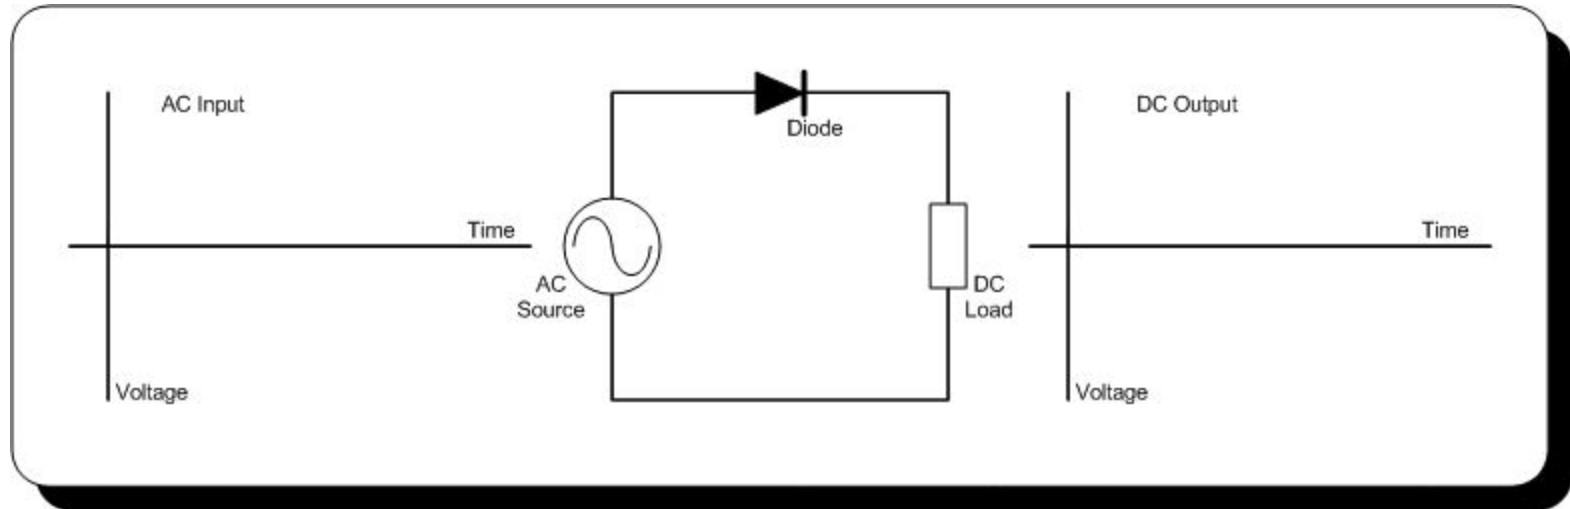 AC Input
Time
Voltage
Diode
AC
Source
DC
Load
DC Output
Time
Voltage